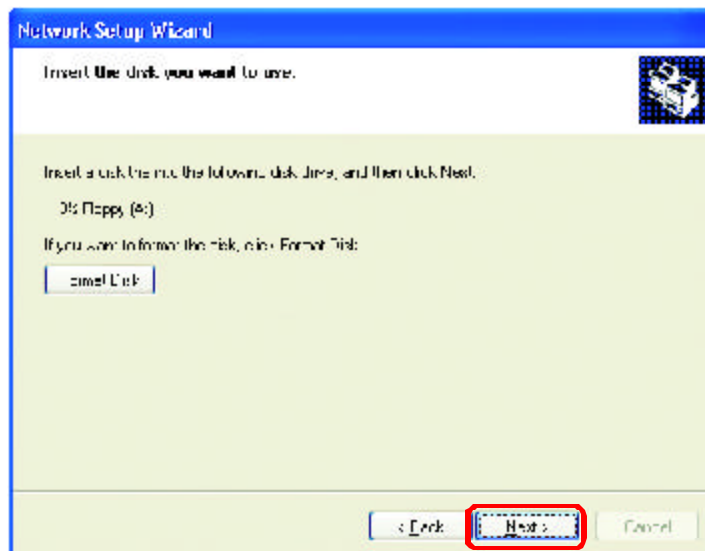 Network Setup Wizard
Insert the disk you want to use.
Insert a disk the into the following disk drive, and then click Next.
3½ Floppy (A:)
If you want to format the disk, click Format Disk.
Format Disk
< Back
Next >
Cancel